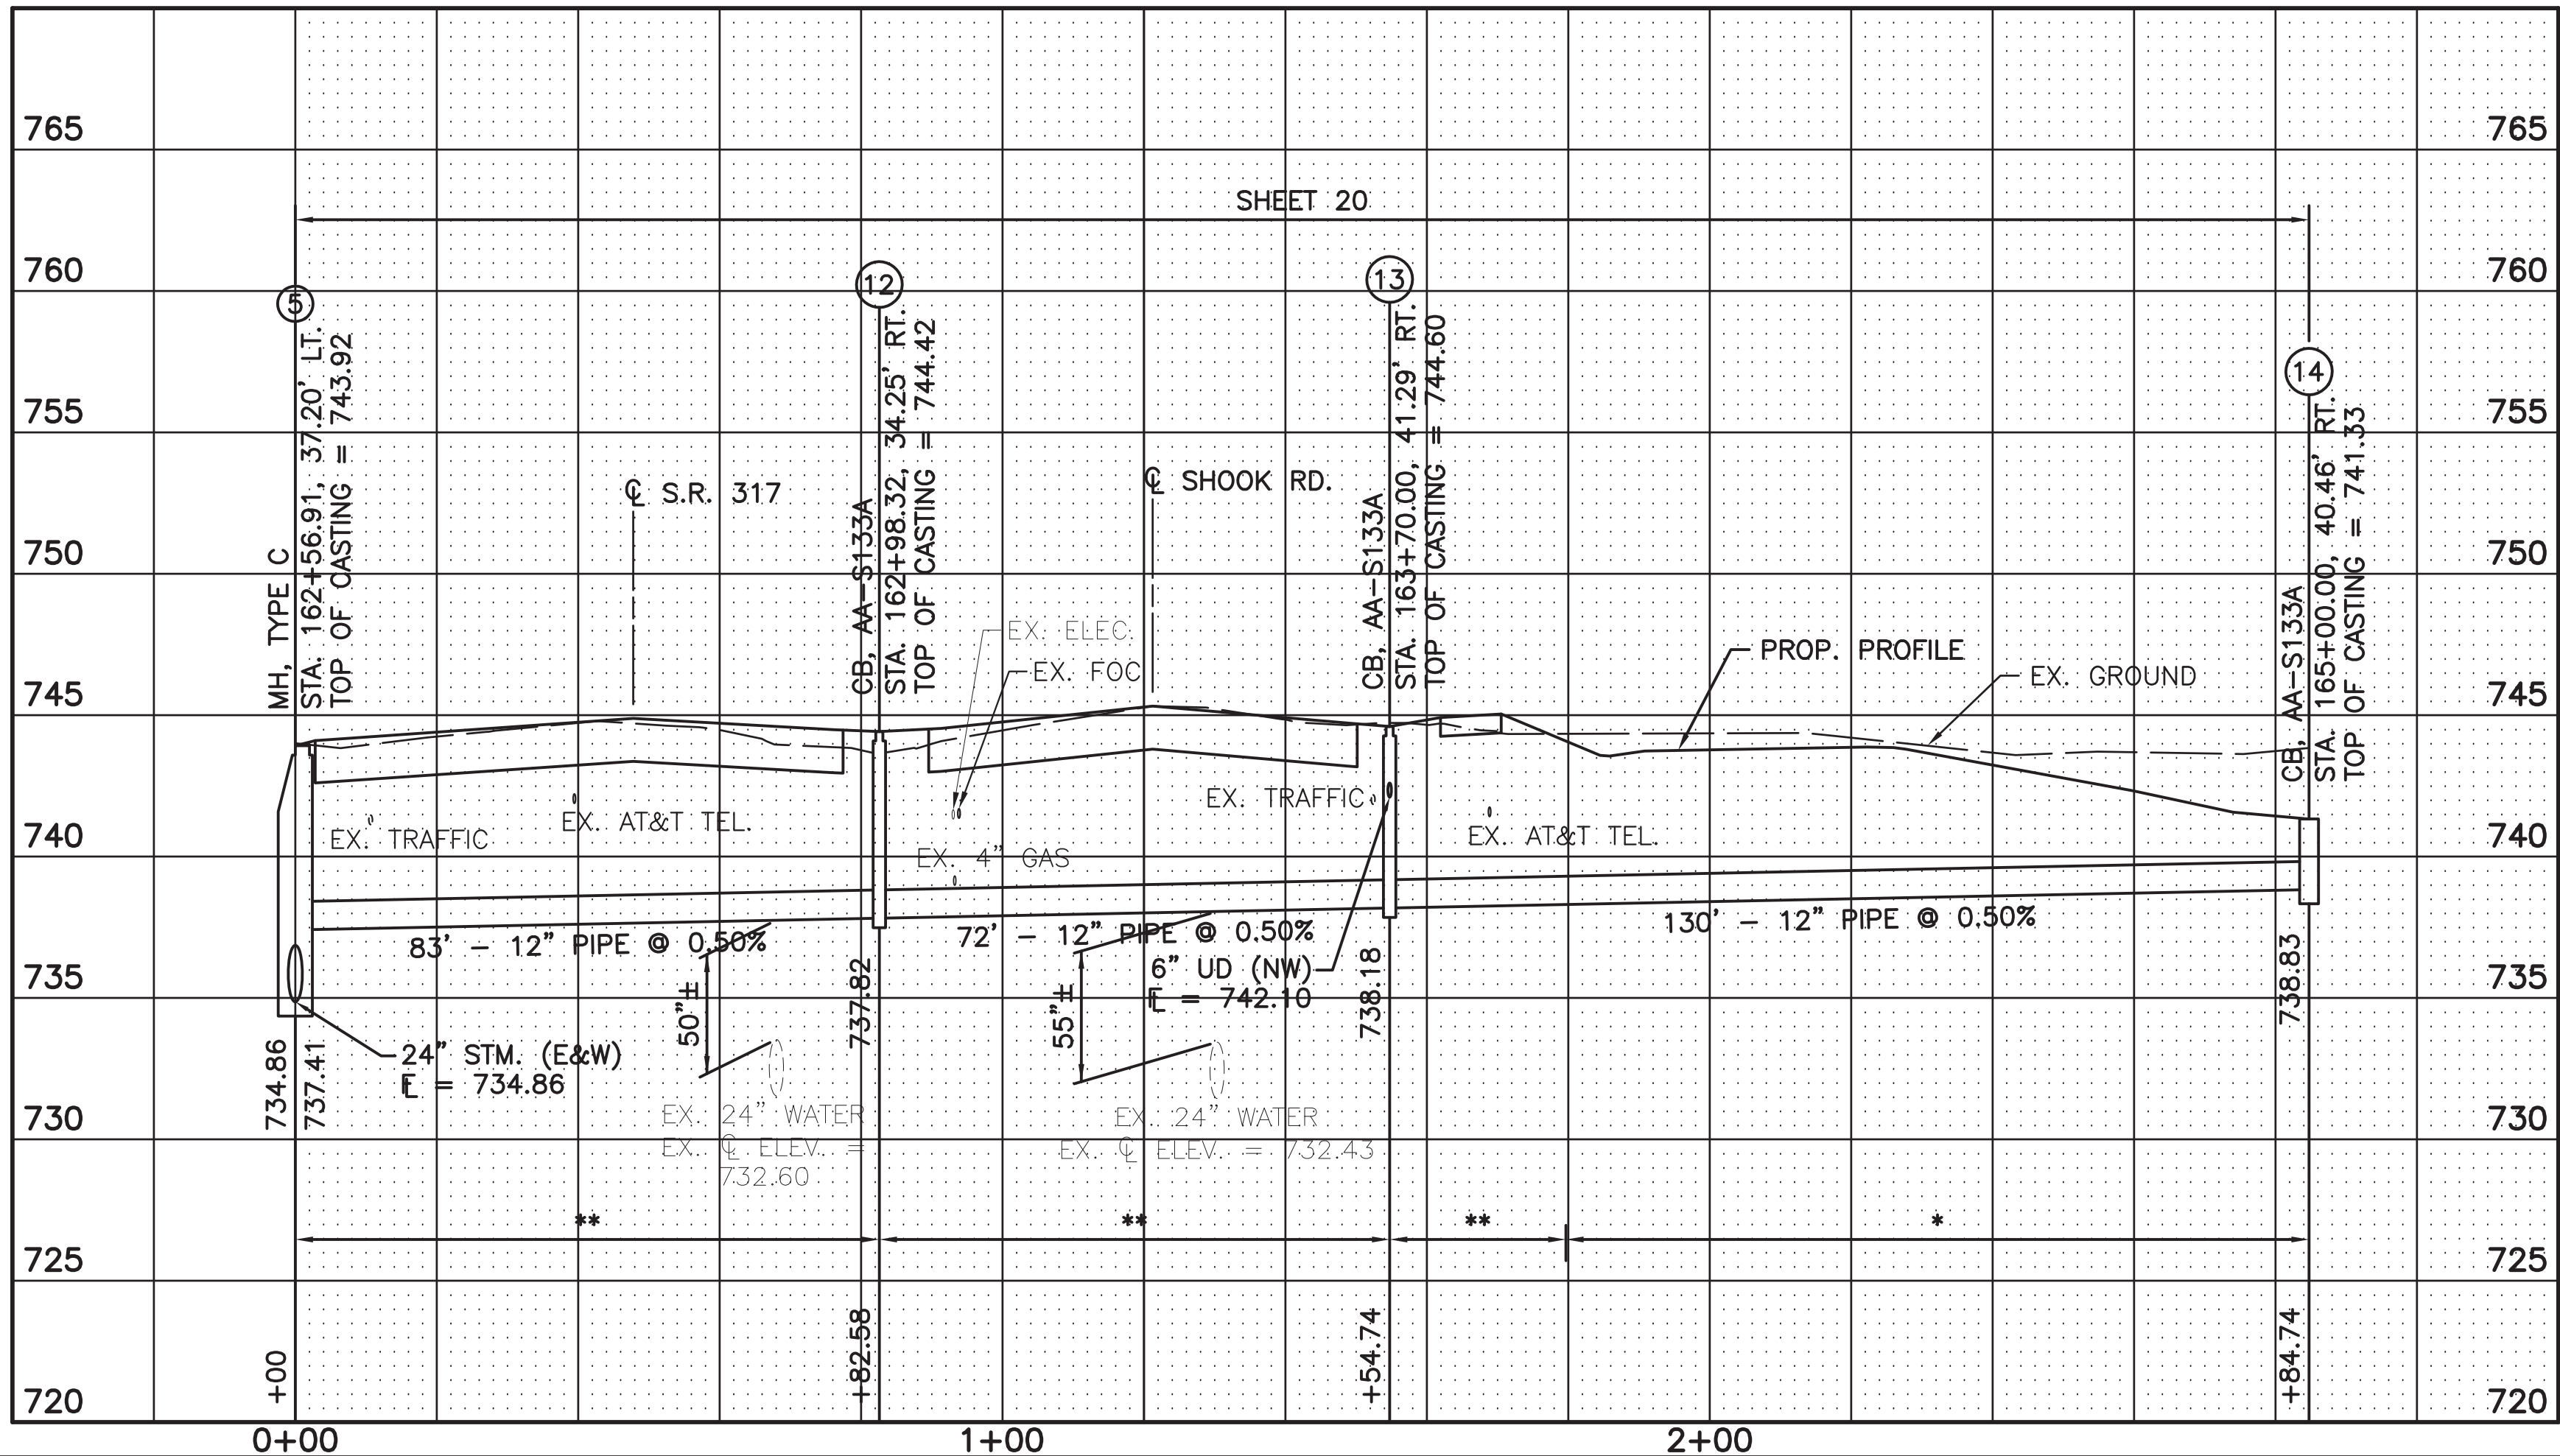 765
765
SHEET 20
760
760
5
12
13
14
MH, TYPE C
STA. 162+56.91, 37.20' LT.
TOP OF CASTING = 743.92
CB, AA-S133A
STA. 162+98.32, 34.25' RT.
TOP OF CASTING = 744.42
CB, AA-S133A
STA. 163+70.00, 41.29' RT.
TOP OF CASTING = 744.60
CB, AA-S133A
STA. 165+00.00, 40.46' RT.
TOP OF CASTING = 741.33
755
755
℄ S.R. 317
℄ SHOOK RD.
750
750
EX. ELEC.
EX. FOC
PROP. PROFILE
EX. GROUND
745
745
EX. TRAFFIC
EX. AT&T TEL.
EX. 4" GAS
EX. TRAFFIC
EX. AT&T TEL.
740
740
83' - 12" PIPE @ 0.50%
72' - 12" PIPE @ 0.50%
130' - 12" PIPE @ 0.50%
6" UD (NW)
FL = 742.10
735
735
50"±
55"±
734.86
737.41
737.82
738.18
738.83
24" STM. (E&W)
FL = 734.86
730
730
EX. 24" WATER
EX. ℄ ELEV. =
732.60
EX. 24" WATER
EX. ℄ ELEV. = 732.43
**
**
**
*
725
725
+00
+82.58
+54.74
+84.74
720
720
0+00
1+00
2+00